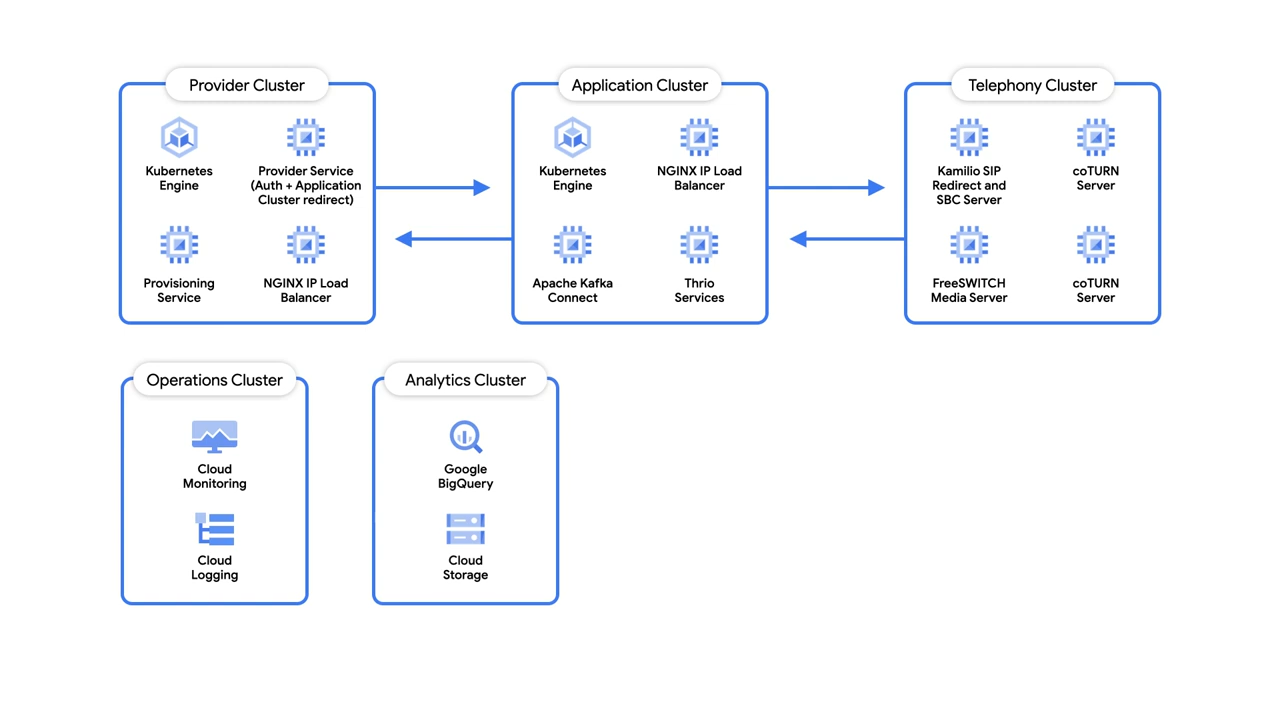 Provider Cluster
Kubernetes
Engine
Provider Service
(Auth + Application
Cluster redirect)
Provisioning
Service
NGINX IP Load
Balancer
Application Cluster
Kubernetes
Engine
NGINX IP Load
Balancer
Apache Kafka
Connect
Thrio
Services
Telephony Cluster
Kamilio SIP
Redirect and
SBC Server
coTURN
Server
FreeSWITCH
Media Server
coTURN
Server
Operations Cluster
Cloud
Monitoring
Cloud
Logging
Analytics Cluster
Google
BigQuery
Cloud
Storage